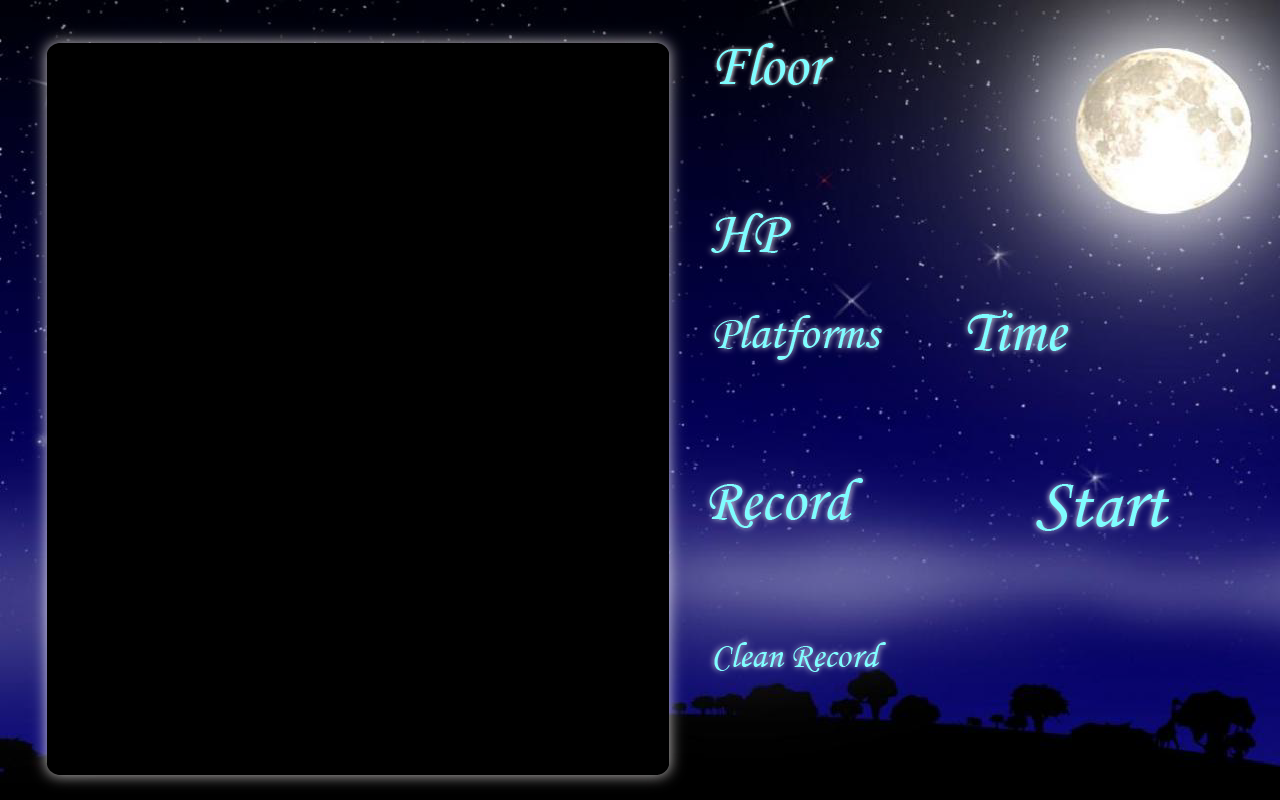 Floor
HP
Platforms
Time
Record
Start
Clean Record